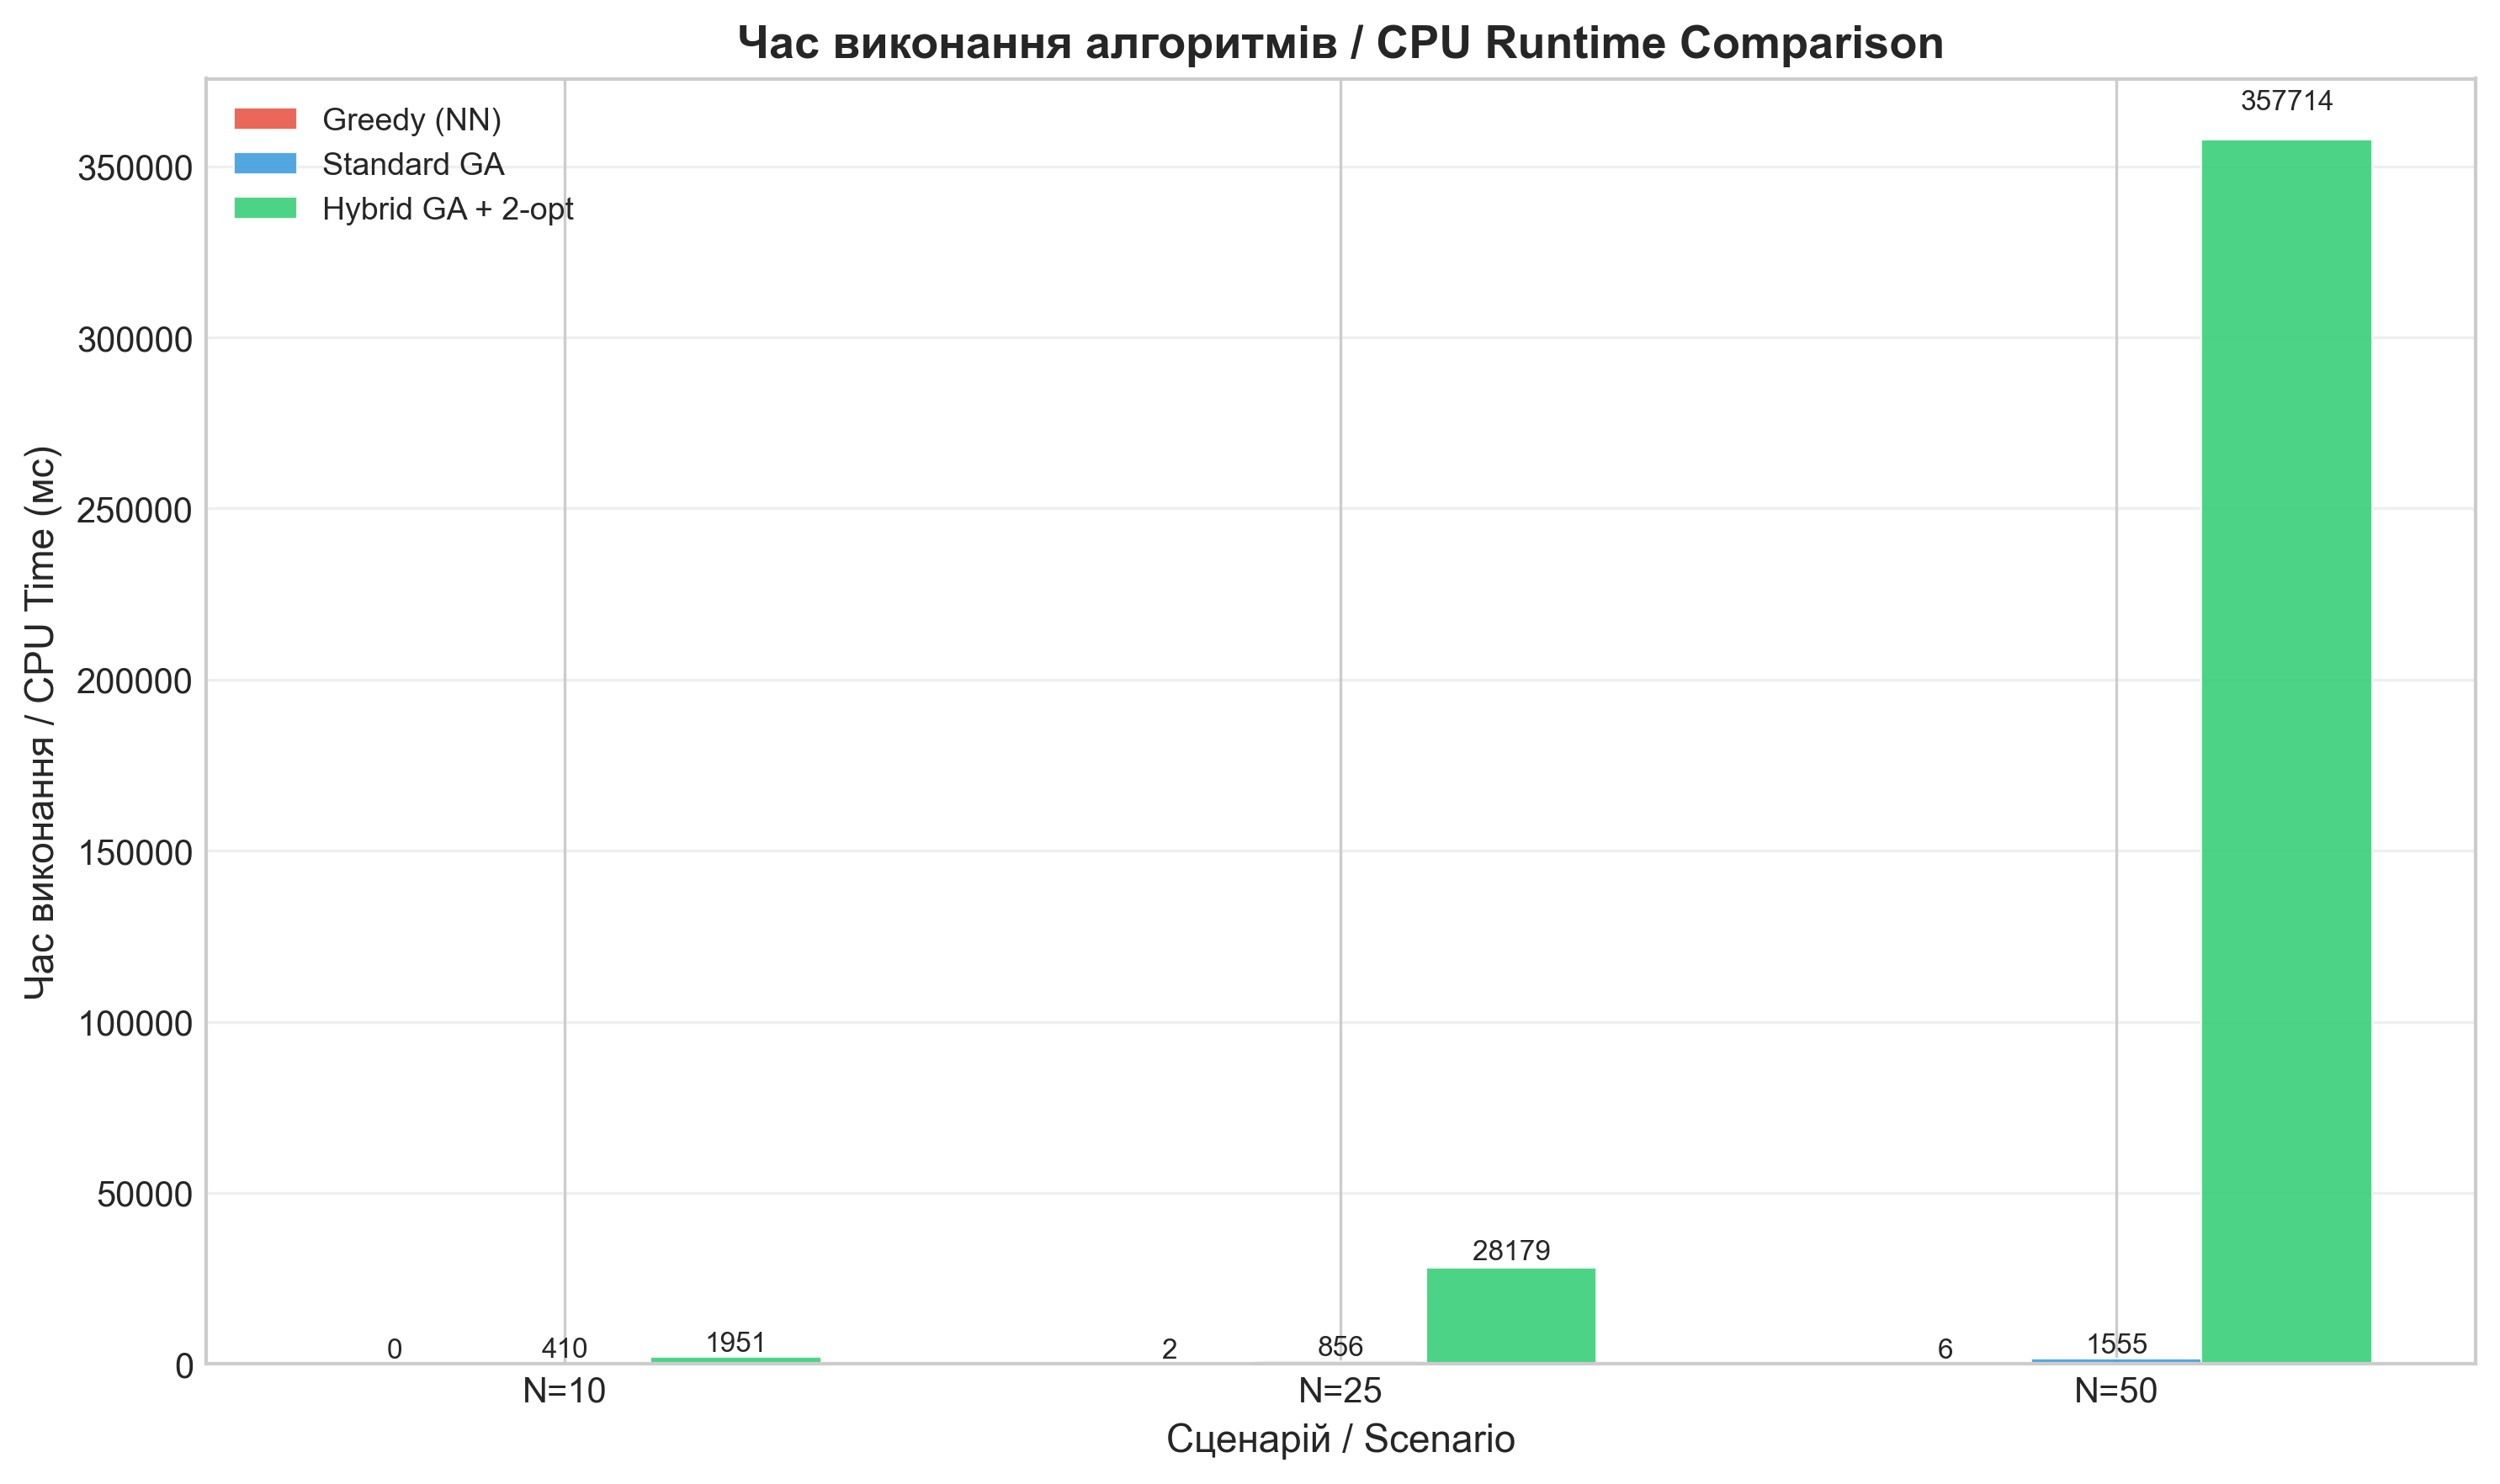 Час виконання алгоритмів / CPU Runtime Comparison
Greedy (NN)
Standard GA
Hybrid GA + 2-opt
Час виконання / CPU Time (мс)
350000
300000
250000
200000
150000
100000
50000
0
357714
28179
0
410
1951
2
856
6
1555
N=10
N=25
N=50
Сценарій / Scenario